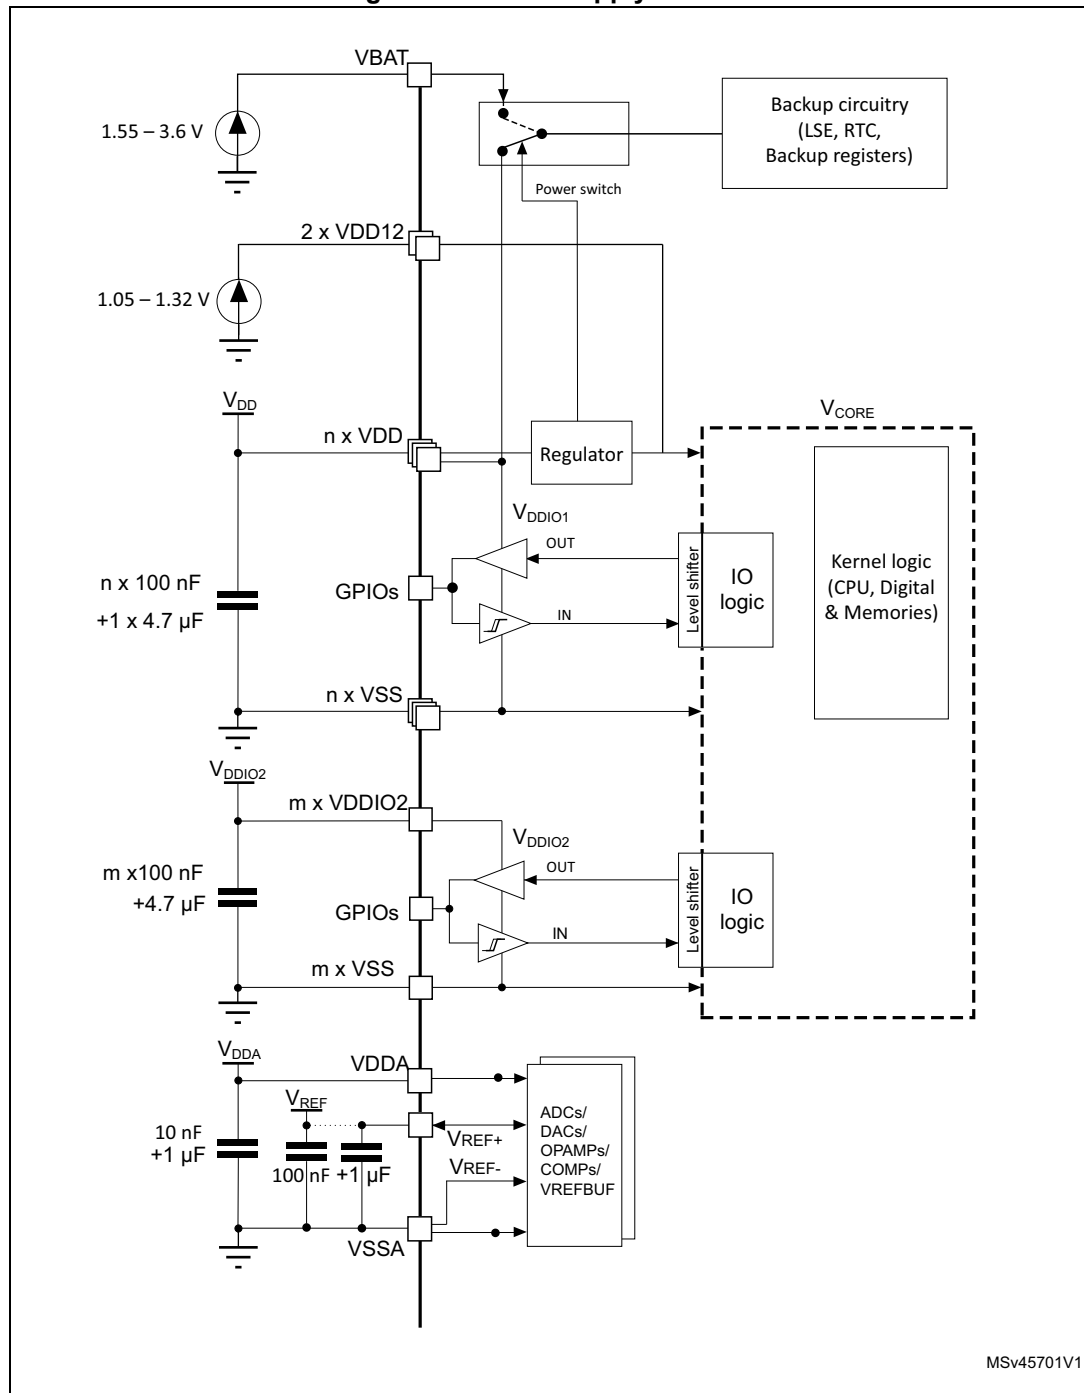 VBAT
1.55 – 3.6 V
Backup circuitry
(LSE, RTC,
Backup registers)
Power switch
2 x VDD12
1.05 – 1.32 V
VDD
n x VDD
Regulator
VCORE
VDDIO1
OUT
n x 100 nF
+1 x 4.7 µF
GPIOs
IN
Level shifter
IO
logic
Kernel logic
(CPU, Digital
& Memories)
n x VSS
VDDIO2
m x VDDIO2
VDDIO2
OUT
m x100 nF
+4.7 µF
GPIOs
IN
Level shifter
IO
logic
m x VSS
VDDA
VDDA
VREF
10 nF
+1 µF
100 nF
+1 µF
VREF+
VREF-
ADCs/
DACs/
OPAMPs/
COMPs/
VREFBUF
VSSA
MSv45701V1